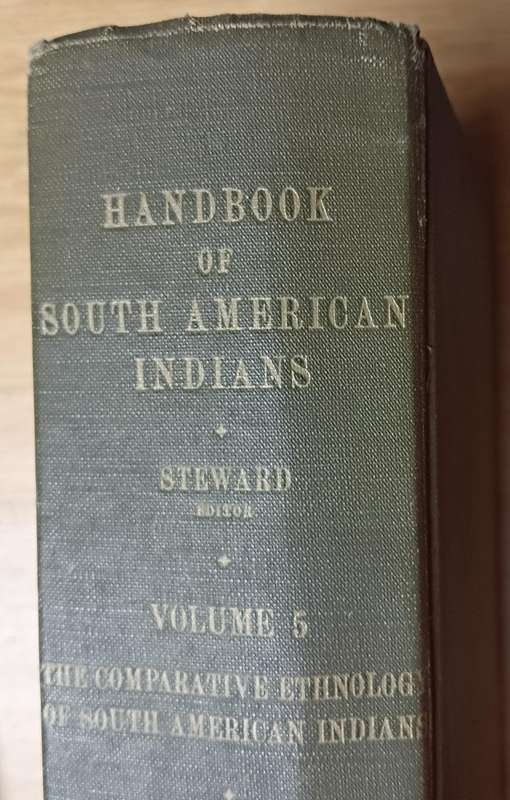 HANDBOOK
OF
SOUTH AMERICAN
INDIANS
STEWARD
EDITOR
VOLUME 5
THE COMPARATIVE ETHNOLOGY
OF SOUTH AMERICAN INDIANS